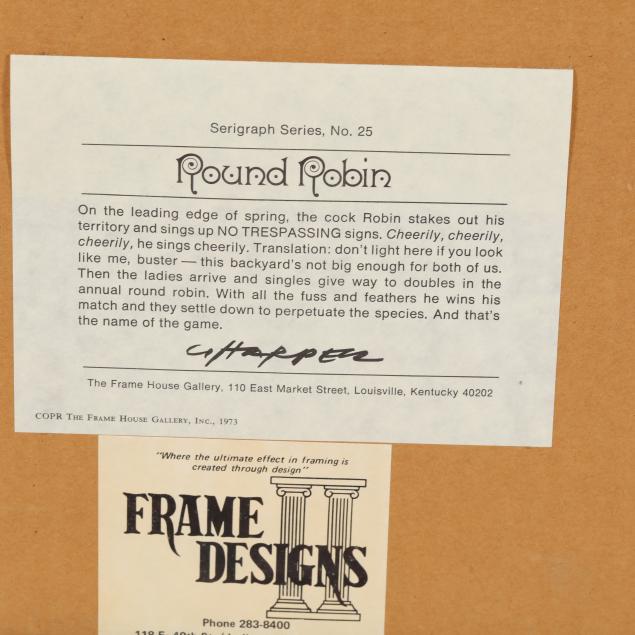 Serigraph Series, No. 25
Round Robin
On the leading edge of spring, the cock Robin stakes out his
territory and sings up NO TRESPASSING signs. Cheerily, cheerily,
cheerily, he sings cheerily. Translation: don't light here if you look
like me, buster — this backyard's not big enough for both of us.
Then the ladies arrive and singles give way to doubles in the
annual round robin. With all the fuss and feathers he wins his
match and they settle down to perpetuate the species. And that's
the name of the game.
CHARPER
The Frame House Gallery, 110 East Market Street, Louisville, Kentucky 40202
COPR THE FRAME HOUSE GALLERY, INC., 1973
"Where the ultimate effect in framing is
created through design"
FRAME
DESIGNS
II
Phone 283-8400
118 E.